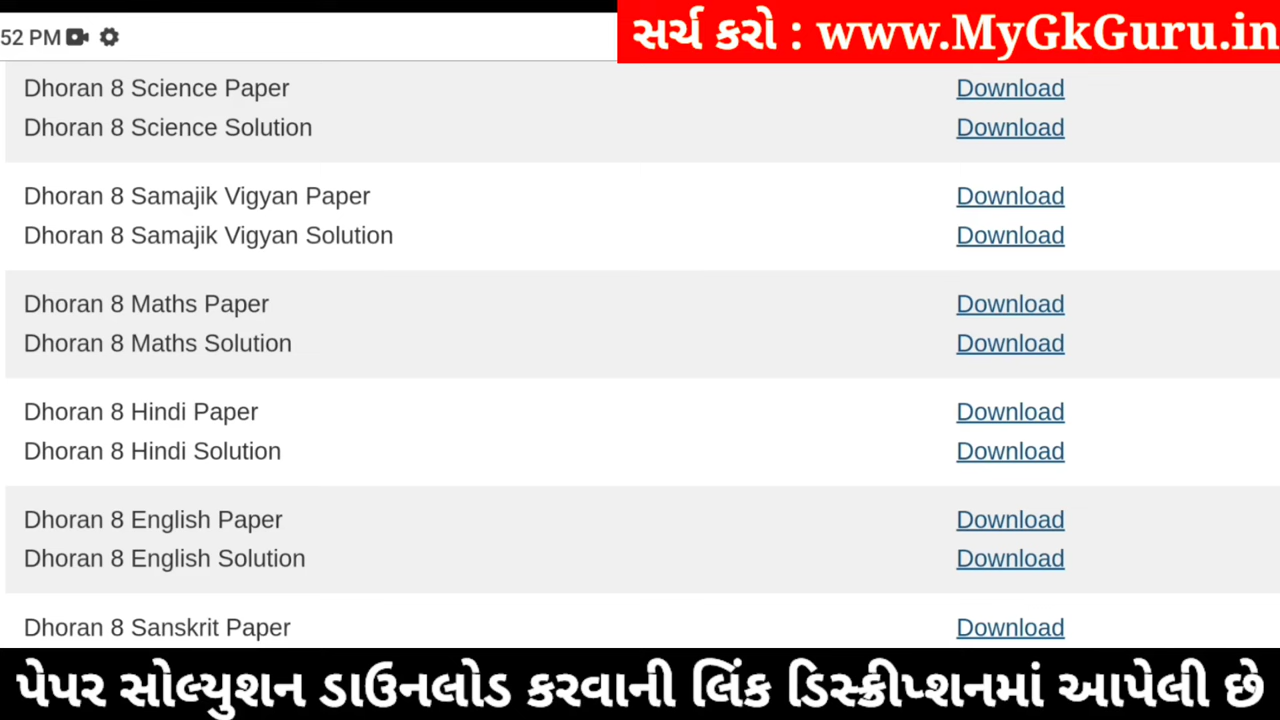 52 PM
સર્ચ કરો : www.MyGkGuru.in
Dhoran 8 Science Paper Download
Dhoran 8 Science Solution Download
Dhoran 8 Samajik Vigyan Paper Download
Dhoran 8 Samajik Vigyan Solution Download
Dhoran 8 Maths Paper Download
Dhoran 8 Maths Solution Download
Dhoran 8 Hindi Paper Download
Dhoran 8 Hindi Solution Download
Dhoran 8 English Paper Download
Dhoran 8 English Solution Download
Dhoran 8 Sanskrit Paper Download
પેપર સોલ્યુશન ડાઉનલોડ કરવાની લિંક ડિસ્ક્રીપ્શનમાં આપેલી છે